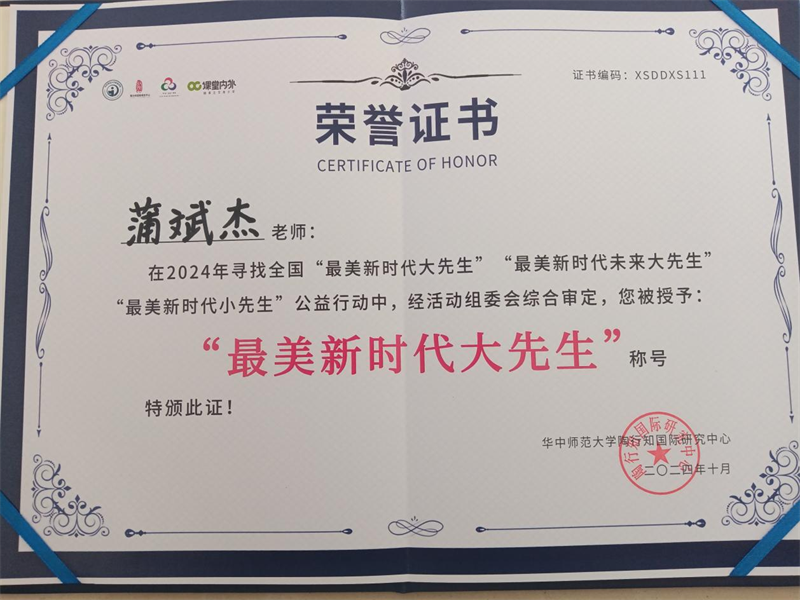 课堂内外
证书编码：XSDDXS111
荣誉证书
CERTIFICATE OF HONOR
蒲斌杰 老师：
在2024年寻找全国“最美新时代大先生”“最美新时代未来大先生”
“最美新时代小先生”公益行动中，经活动组委会综合审定，您被授予：
“最美新时代大先生”称号
特颁此证！
华中师范大学陶行知国际研究中心
二〇二四年十月